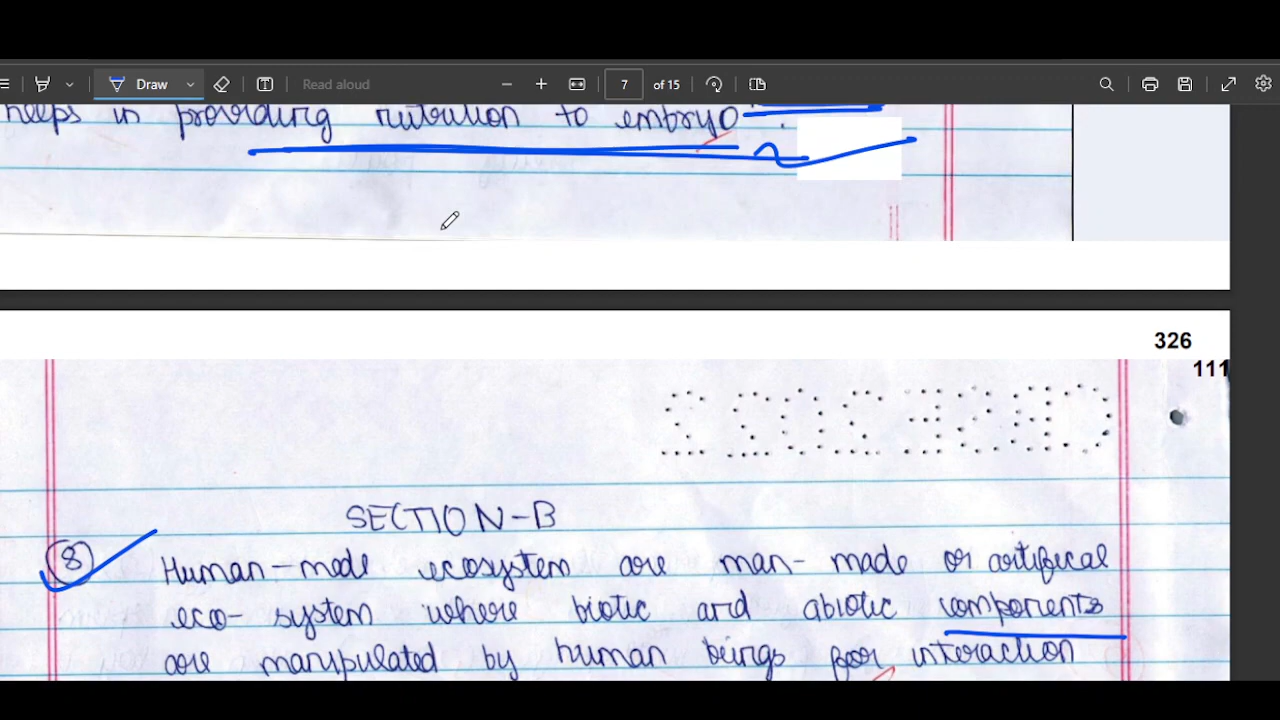 Draw
Read aloud
7 of 15
helps in providing nutrition to embryo.
326
111
SECTION-B
8 Human-made ecosystem are man-made or artifical
eco-system where biotic and abiotic components
are manipulated by human beings for interaction